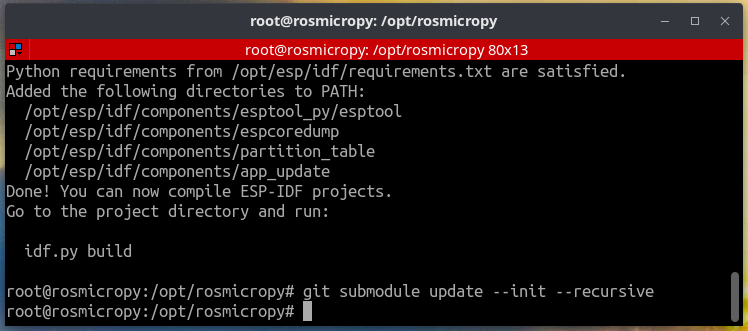 root@rosmicropy: /opt/rosmicropy
root@rosmicropy: /opt/rosmicropy 80x13
Python requirements from /opt/esp/idf/requirements.txt are satisfied.
Added the following directories to PATH:
  /opt/esp/idf/components/esptool_py/esptool
  /opt/esp/idf/components/espcoredump
  /opt/esp/idf/components/partition_table
  /opt/esp/idf/components/app_update
Done! You can now compile ESP-IDF projects.
Go to the project directory and run:
  idf.py build
root@rosmicropy:/opt/rosmicropy# git submodule update --init --recursive
root@rosmicropy:/opt/rosmicropy#